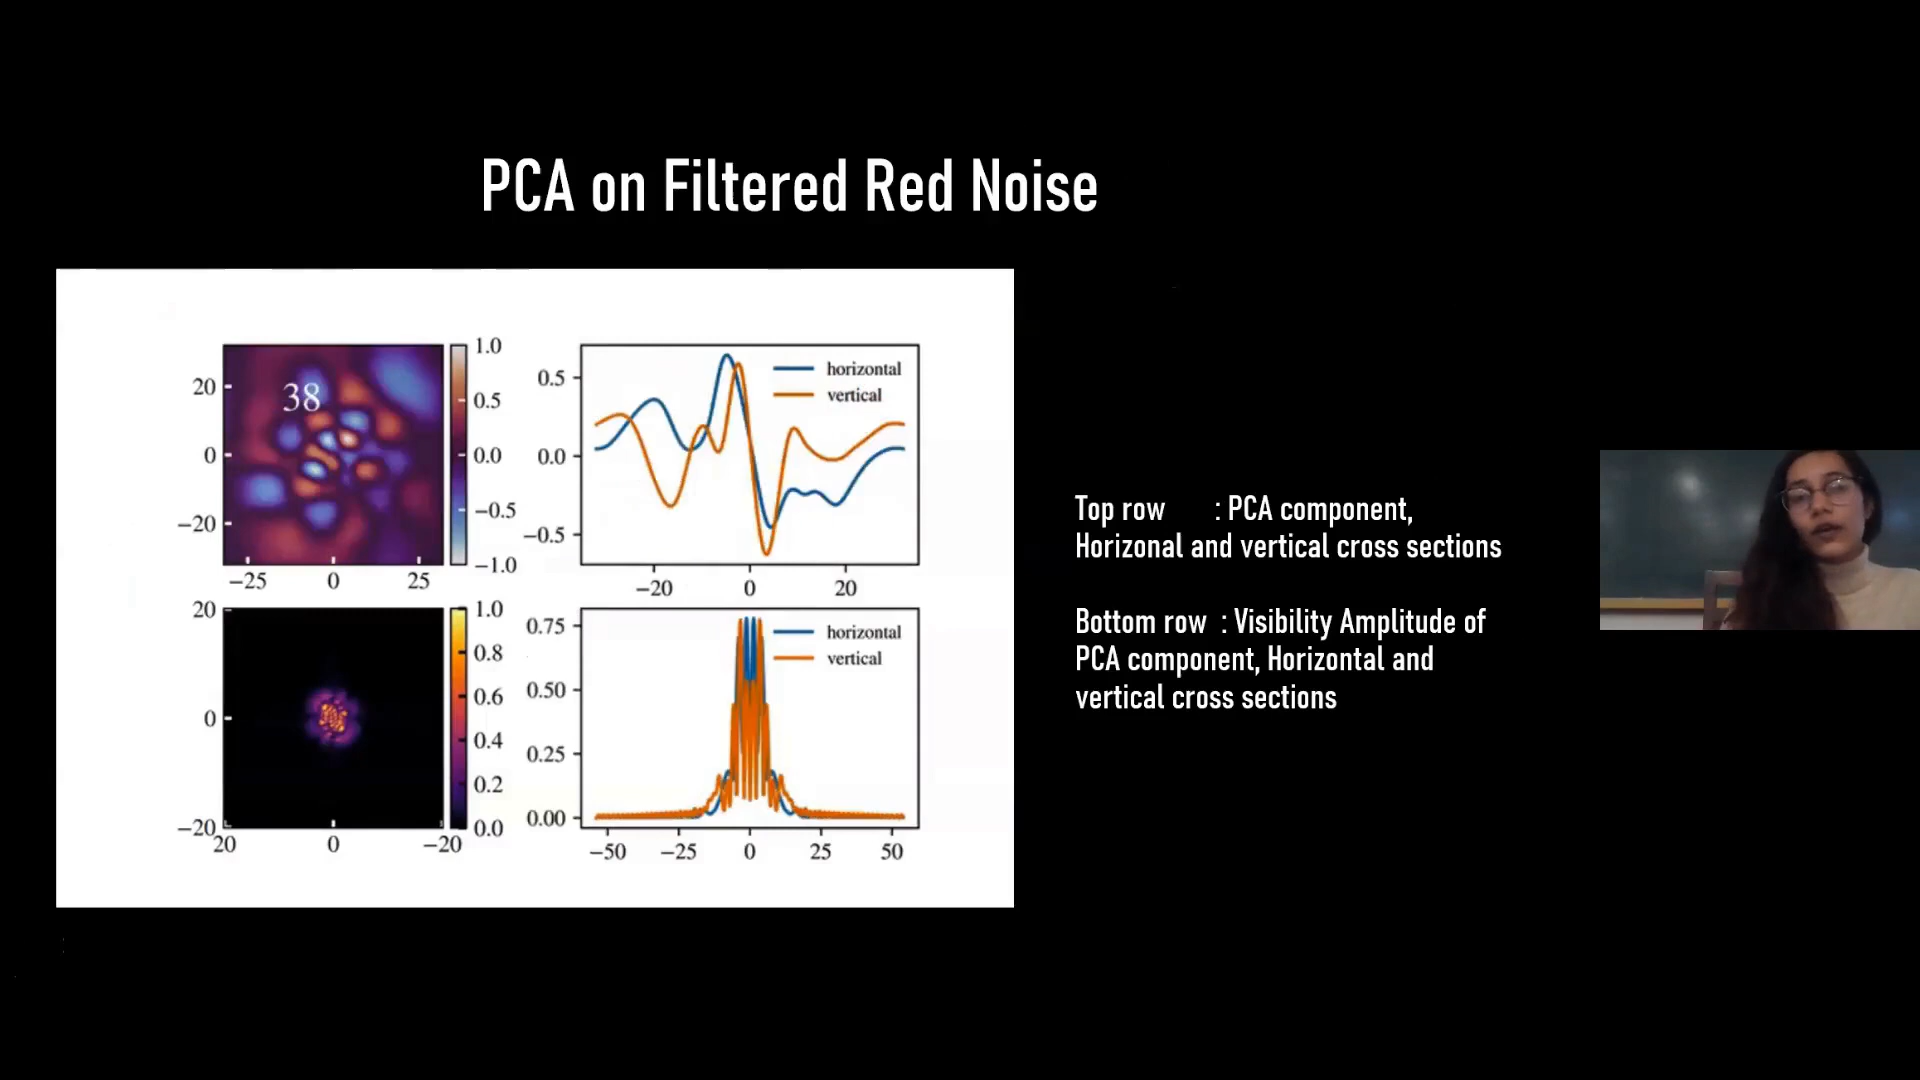 PCA on Filtered Red Noise
38
20
0
−20
−25 0 25
1.0
0.5
0.0
−0.5
−1.0
0.5
0.0
−0.5
−20 0 20
horizontal
vertical
20
0
−20
20 0 −20
1.0
0.8
0.6
0.4
0.2
0.0
0.75
0.50
0.25
0.00
−50 −25 0 25 50
horizontal
vertical
Top row : PCA component,
Horizonal and vertical cross sections
Bottom row : Visibility Amplitude of
PCA component, Horizontal and
vertical cross sections